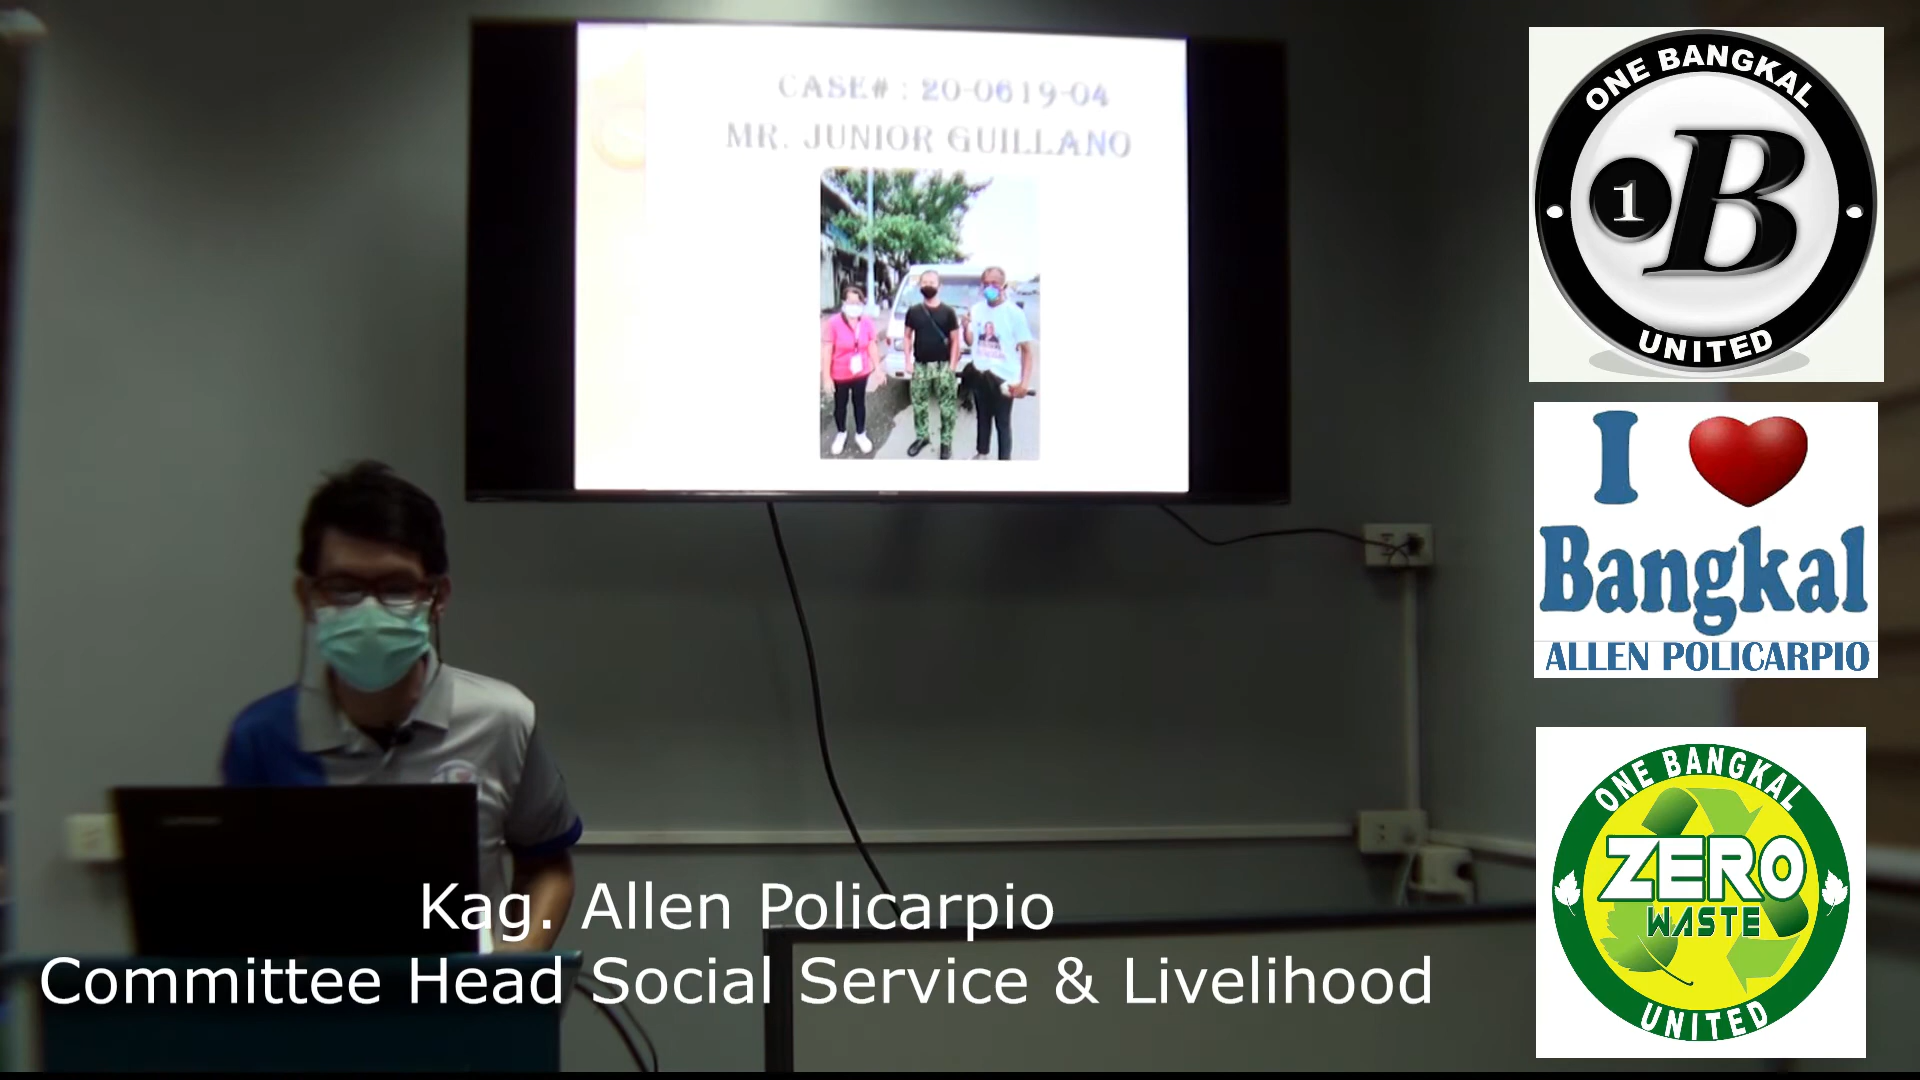 CASE# : 20-0619-04
MR. JUNIOR GUILLANO
ONE BANGKAL
1B
UNITED
I
Bangkal
ALLEN POLICARPIO
ONE BANGKAL
ZERO
WASTE
UNITED
Kag. Allen Policarpio
Committee Head Social Service & Livelihood